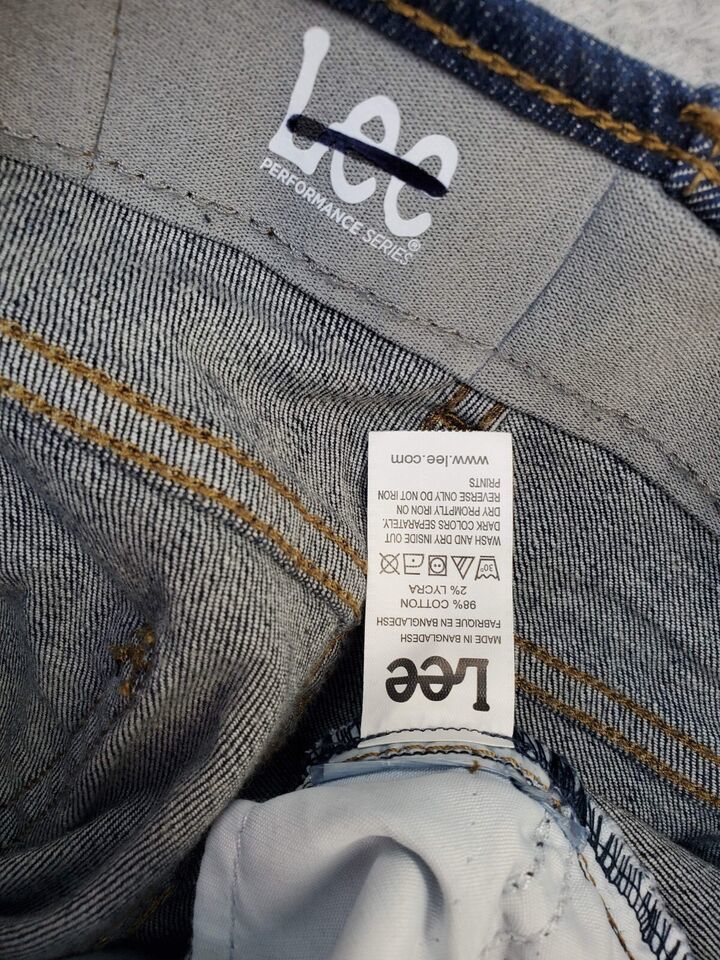 Lee
PERFORMANCE SERIES®
Lee
MADE IN BANGLADESH
FABRIQUE EN BANGLADESH
98% COTTON
2% LYCRA
30°
WASH AND DRY INSIDE OUT
DARK COLORS SEPARATELY.
DRY PROMPTLY IRON ON
REVERSE ONLY DO NOT IRON
PRINTS
www.lee.com